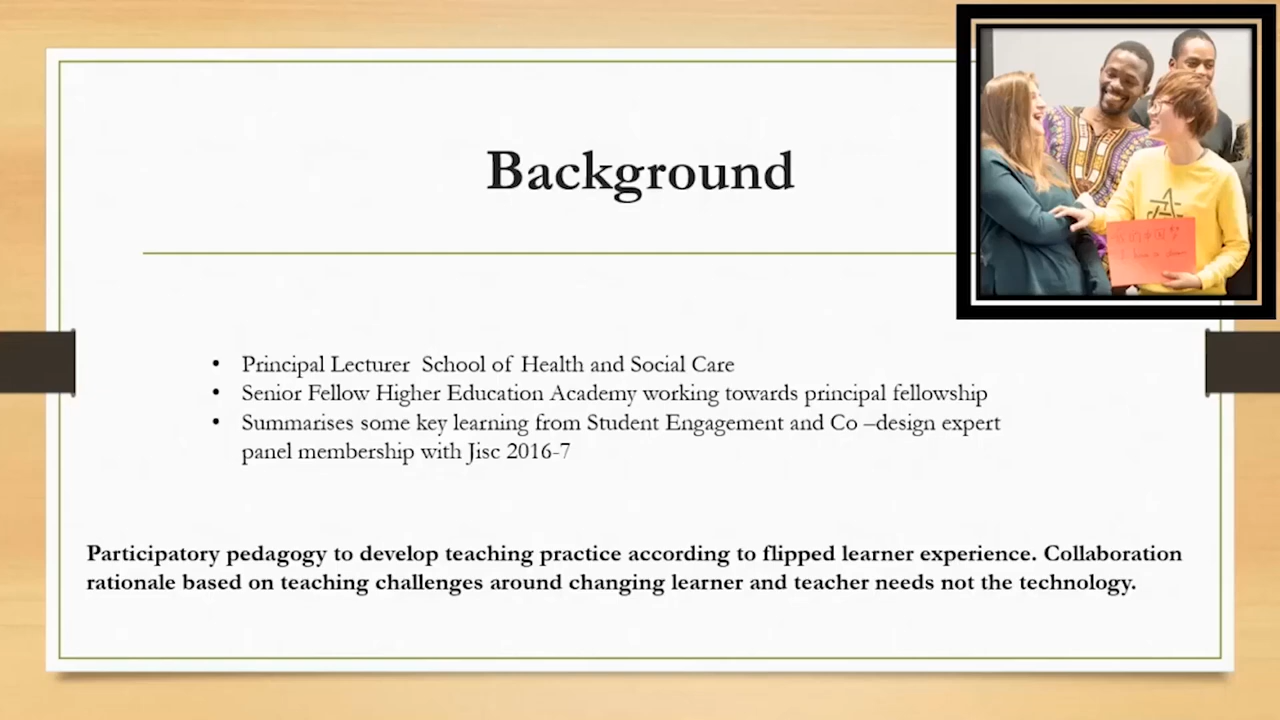 Background
• Principal Lecturer School of Health and Social Care
• Senior Fellow Higher Education Academy working towards principal fellowship
• Summarises some key learning from Student Engagement and Co –design expert
panel membership with Jisc 2016-7
Participatory pedagogy to develop teaching practice according to flipped learner experience. Collaboration
rationale based on teaching challenges around changing learner and teacher needs not the technology.